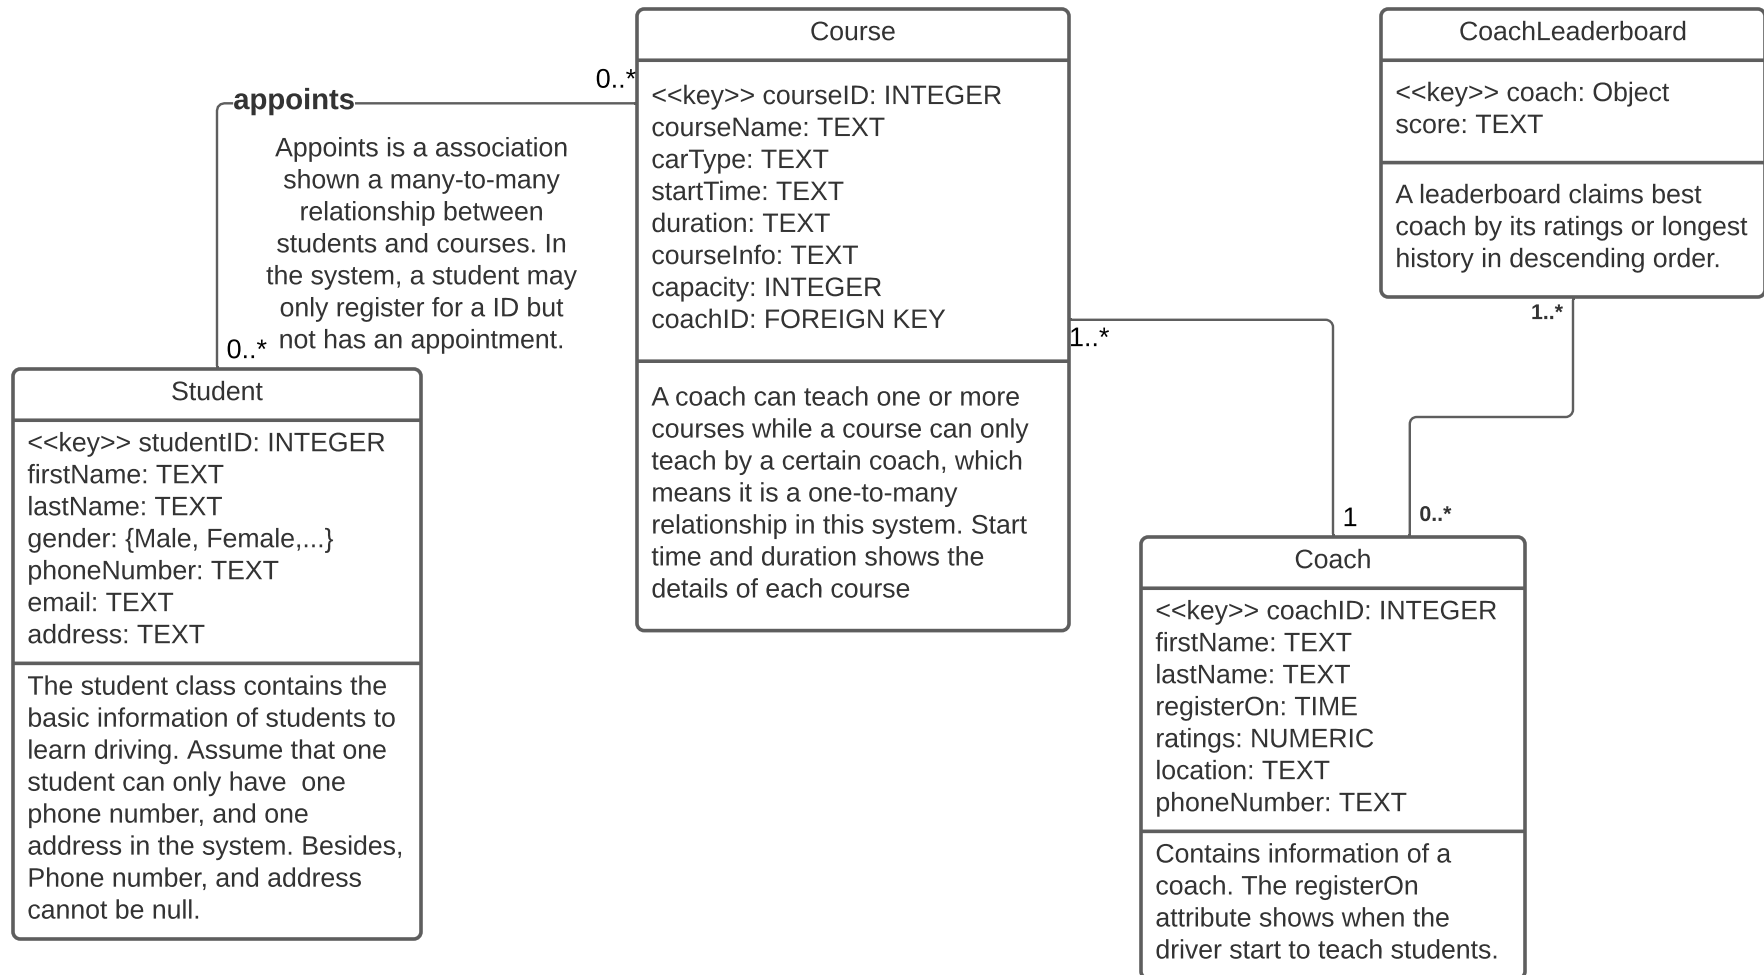 Course
<<key>> courseID: INTEGER
courseName: TEXT
carType: TEXT
startTime: TEXT
duration: TEXT
courseInfo: TEXT
capacity: INTEGER
coachID: FOREIGN KEY
A coach can teach one or more
courses while a course can only
teach by a certain coach, which
means it is a one-to-many
relationship in this system. Start
time and duration shows the
details of each course
CoachLeaderboard
<<key>> coach: Object
score: TEXT
A leaderboard claims best
coach by its ratings or longest
history in descending order.
1..*
0..*
0..*
appoints
Appoints is a association
shown a many-to-many
relationship between
students and courses. In
the system, a student may
only register for a ID but
not has an appointment.
0..*
1..*
1
Student
<<key>> studentID: INTEGER
firstName: TEXT
lastName: TEXT
gender: {Male, Female,...}
phoneNumber: TEXT
email: TEXT
address: TEXT
The student class contains the
basic information of students to
learn driving. Assume that one
student can only have  one
phone number, and one
address in the system. Besides,
Phone number, and address
cannot be null.
Coach
<<key>> coachID: INTEGER
firstName: TEXT
lastName: TEXT
registerOn: TIME
ratings: NUMERIC
location: TEXT
phoneNumber: TEXT
Contains information of a
coach. The registerOn
attribute shows when the
driver start to teach students.